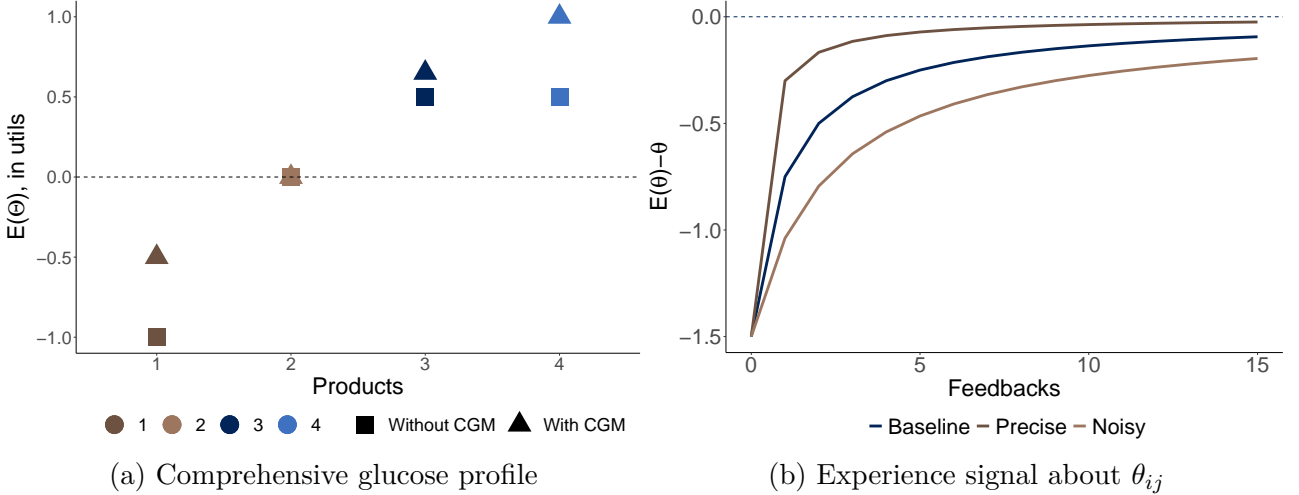 E(Θ), in utils
1.0
0.5
0.0
−0.5
−1.0
1 2 3 4
Products
1 2 3 4 Without CGM With CGM
(a) Comprehensive glucose profile
E(θ)−θ
0.0
−0.5
−1.0
−1.5
0 5 10 15
Feedbacks
Baseline Precise Noisy
(b) Experience signal about θij